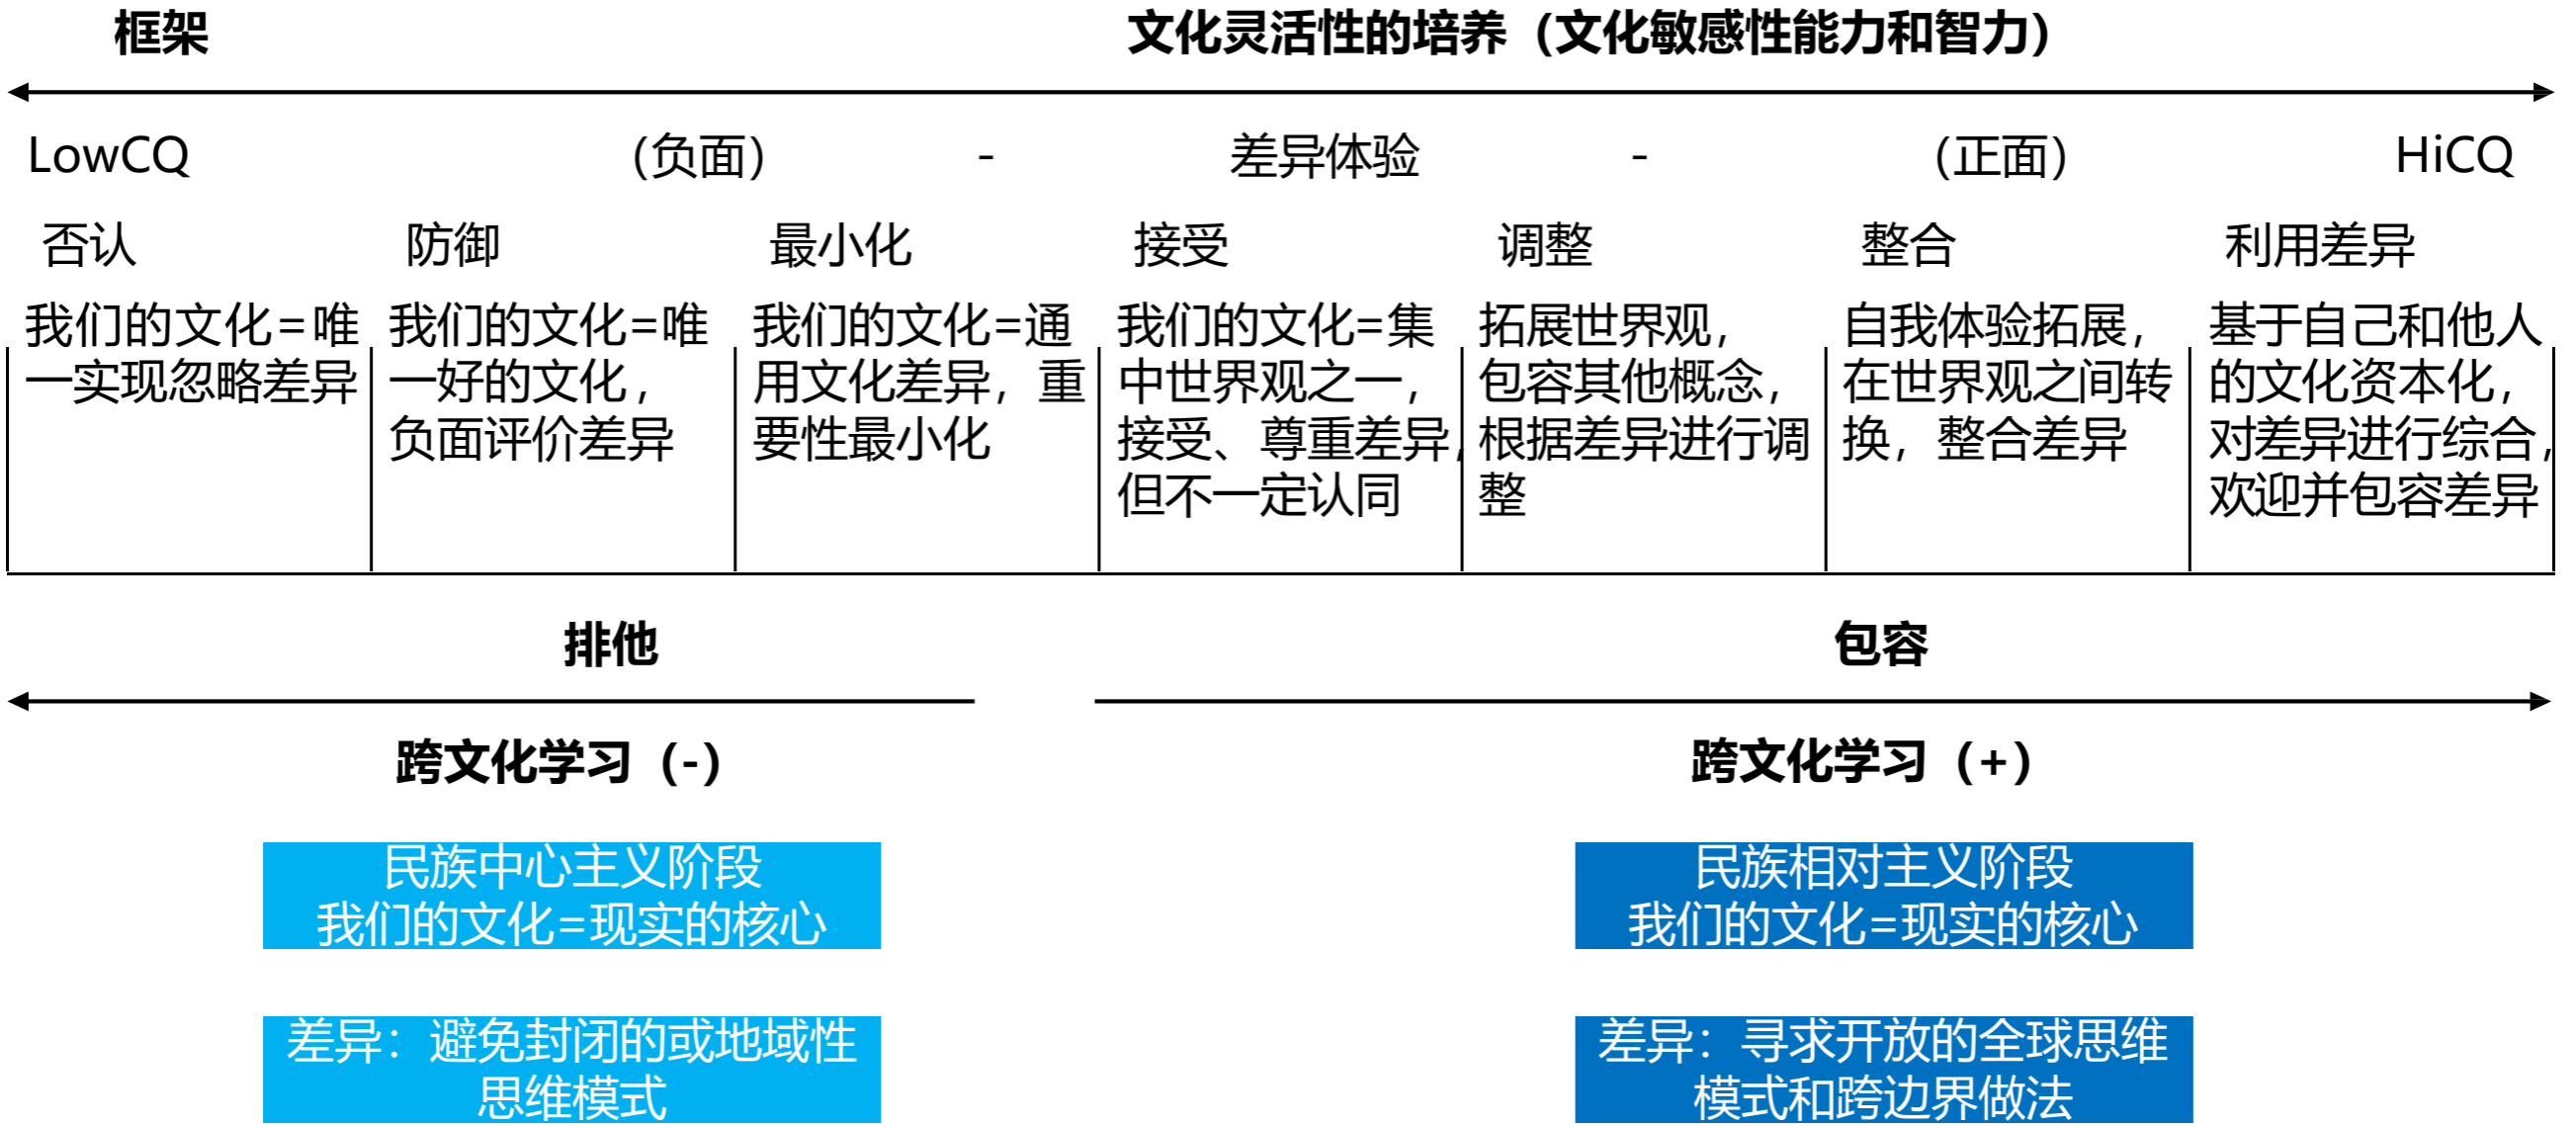 框架
文化灵活性的培养（文化敏感性能力和智力）
LowCQ （负面） - 差异体验 - （正面） HiCQ
否认
我们的文化=唯
一实现忽略差异
防御
我们的文化=唯
一好的文化，
负面评价差异
最小化
我们的文化=通
用文化差异，重
要性最小化
接受
我们的文化=集
中世界观之一，
接受、尊重差异，
但不一定认同
调整
拓展世界观，
包容其他概念，
根据差异进行调
整
整合
自我体验拓展，
在世界观之间转
换，整合差异
利用差异
基于自己和他人
的文化资本化，
对差异进行综合，
欢迎并包容差异
排他
跨文化学习（-）
民族中心主义阶段
我们的文化=现实的核心
差异：避免封闭的或地域性
思维模式
包容
跨文化学习（+）
民族相对主义阶段
我们的文化=现实的核心
差异：寻求开放的全球思维
模式和跨边界做法